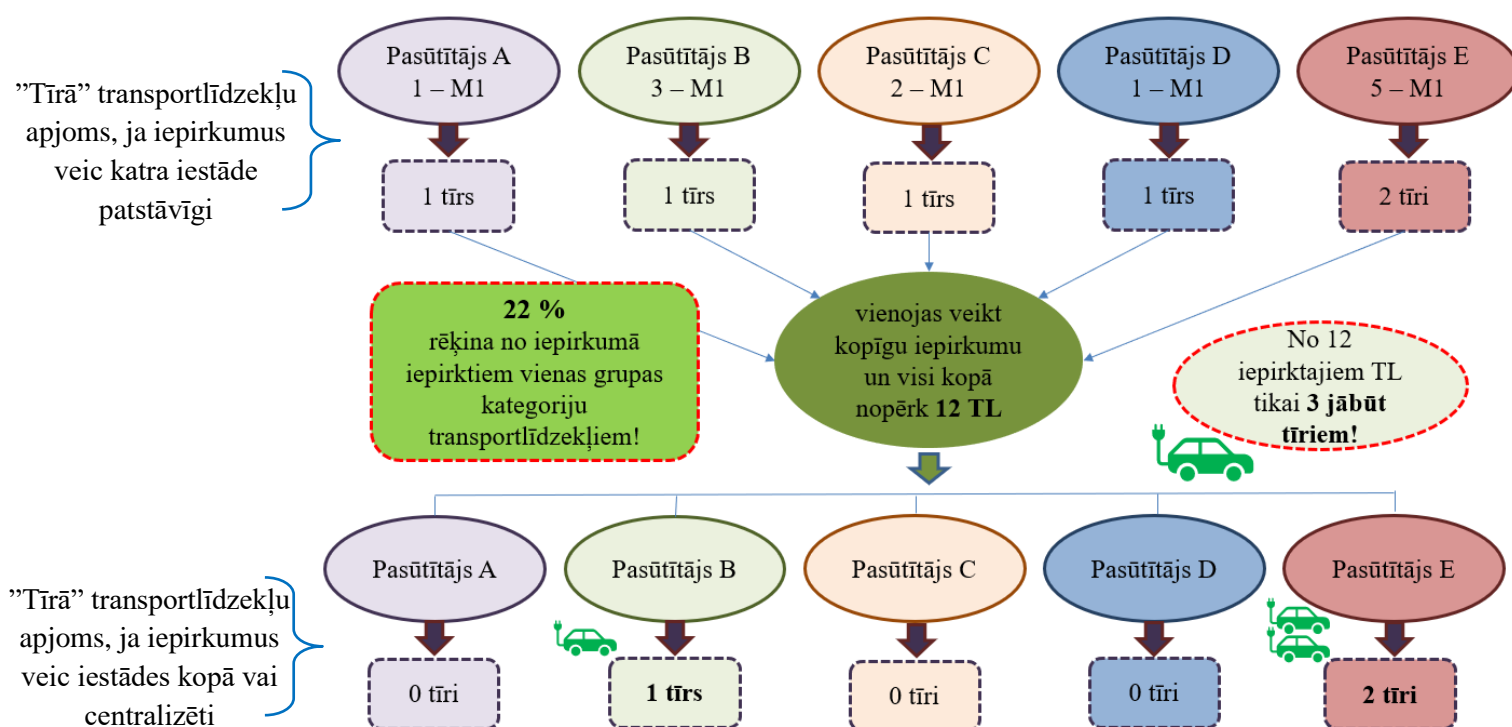 ”Tīrā” transportlīdzekļu
apjoms, ja iepirkumus
veic katra iestāde
patstāvīgi
Pasūtītājs A
1 – M1
Pasūtītājs B
3 – M1
Pasūtītājs C
2 – M1
Pasūtītājs D
1 – M1
Pasūtītājs E
5 – M1
1 tīrs
1 tīrs
1 tīrs
1 tīrs
2 tīri
22 %
rēķina no iepirkumā
iepirktiem vienas grupas
kategoriju
transportlīdzekļiem!
vienojas veikt
kopīgu iepirkumu
un visi kopā
nopērk 12 TL
No 12
iepirktajiem TL
tikai 3 jābūt
tīriem!
”Tīrā” transportlīdzekļu
apjoms, ja iepirkumus
veic iestādes kopā vai
centralizēti
Pasūtītājs A
Pasūtītājs B
Pasūtītājs C
Pasūtītājs D
Pasūtītājs E
0 tīri
1 tīrs
0 tīri
0 tīri
2 tīri